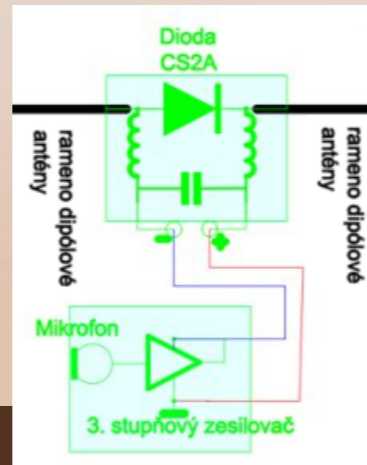 Dioda
CS2A
rameno dipólové
antény
rameno dipólové
antény
Mikrofon
3. stupňový zesilovač